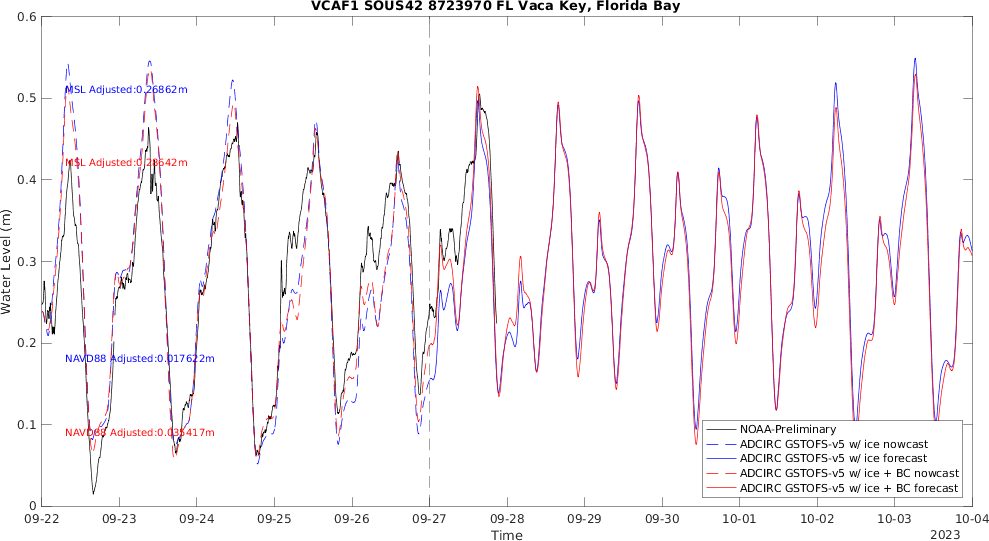 VCAF1 SOUS42 8723970 FL Vaca Key, Florida Bay
0.6
0.5
0.4
0.3
0.2
0.1
0
Water Level (m)
MSL Adjusted:0.26862m
MSL Adjusted:0.28642m
NAVD88 Adjusted:0.017622m
NAVD88 Adjusted:0.035417m
NOAA-Preliminary
ADCIRC GSTOFS-v5 w/ ice nowcast
ADCIRC GSTOFS-v5 w/ ice forecast
ADCIRC GSTOFS-v5 w/ ice + BC nowcast
ADCIRC GSTOFS-v5 w/ ice + BC forecast
09-22 09-23 09-24 09-25 09-26 09-27 09-28 09-29 09-30 10-01 10-02 10-03 10-04
Time
2023